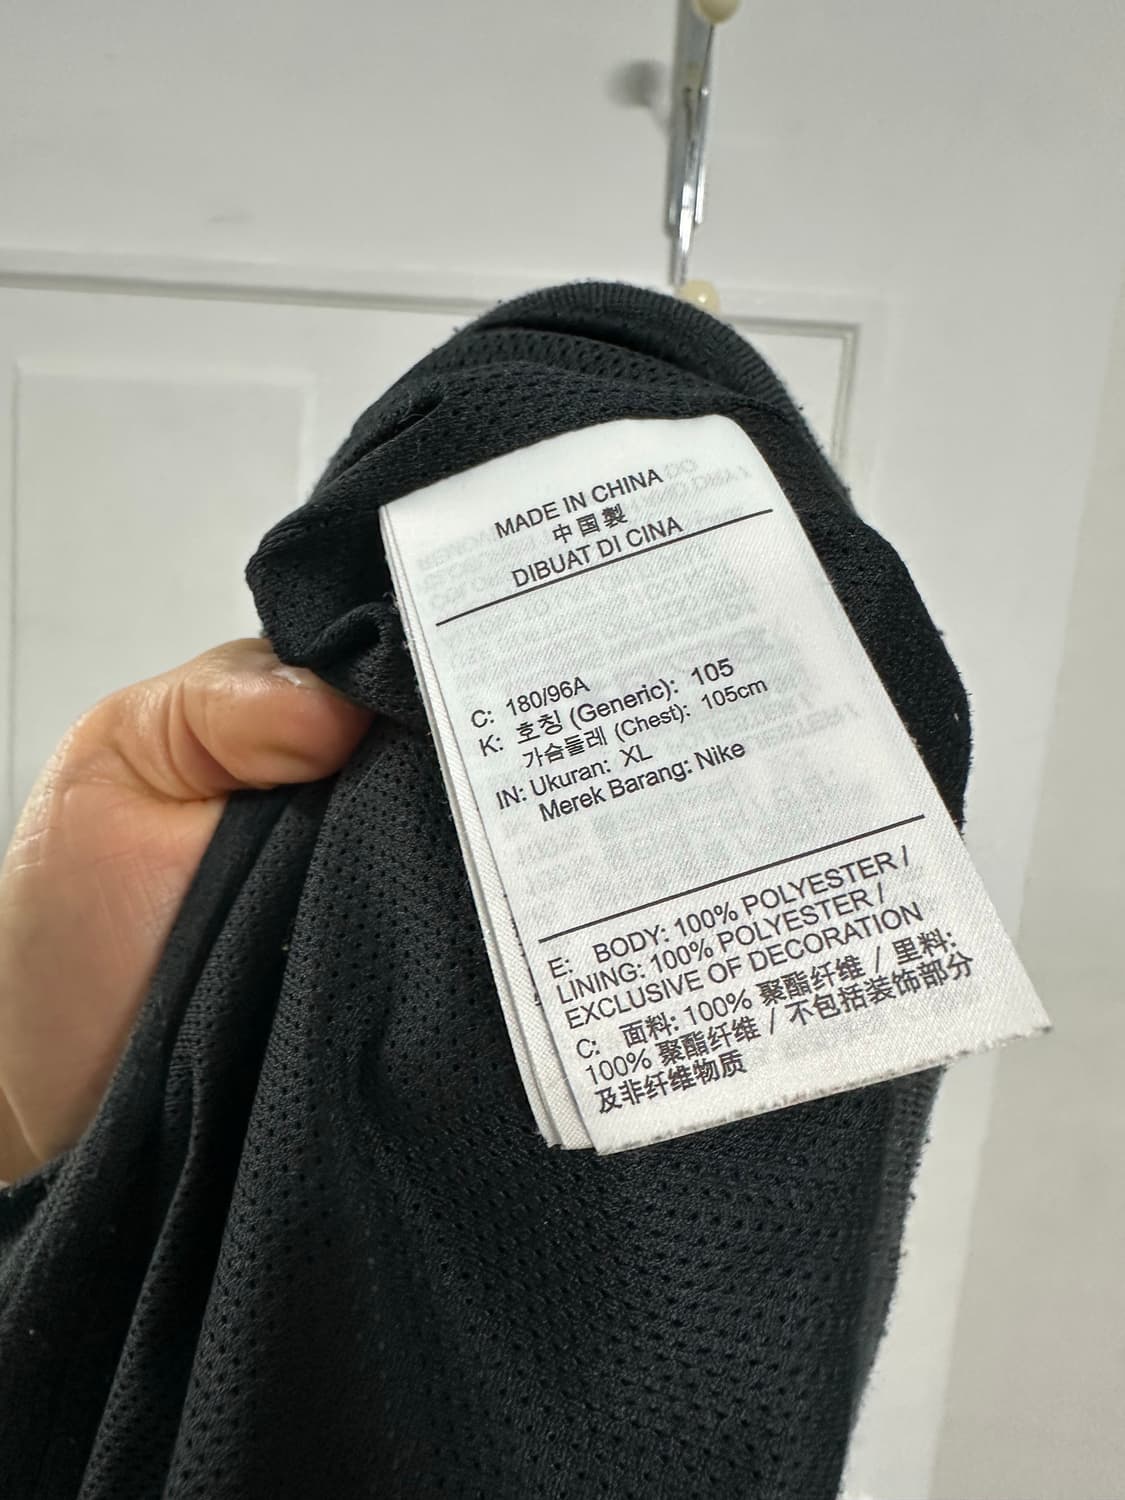 MADE IN CHINA
中国製
DIBUAT DI CINA
C: 180/96A
K: 호칭 (Generic): 105
가슴둘레 (Chest): 105cm
IN: Ukuran: XL
Merek Barang: Nike
E: BODY: 100% POLYESTER /
LINING: 100% POLYESTER /
EXCLUSIVE OF DECORATION
C: 面料: 100% 聚酯纤维 / 里料:
100% 聚酯纤维 / 不包括装饰部分
及非纤维物质